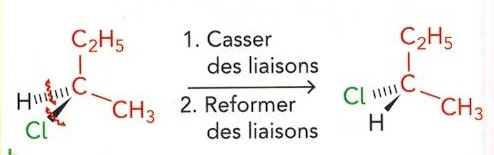 C₂H₅
H C CH₃
Cl
1. Casser
des liaisons
2. Reformer
des liaisons
C₂H₅
Cl C CH₃
H